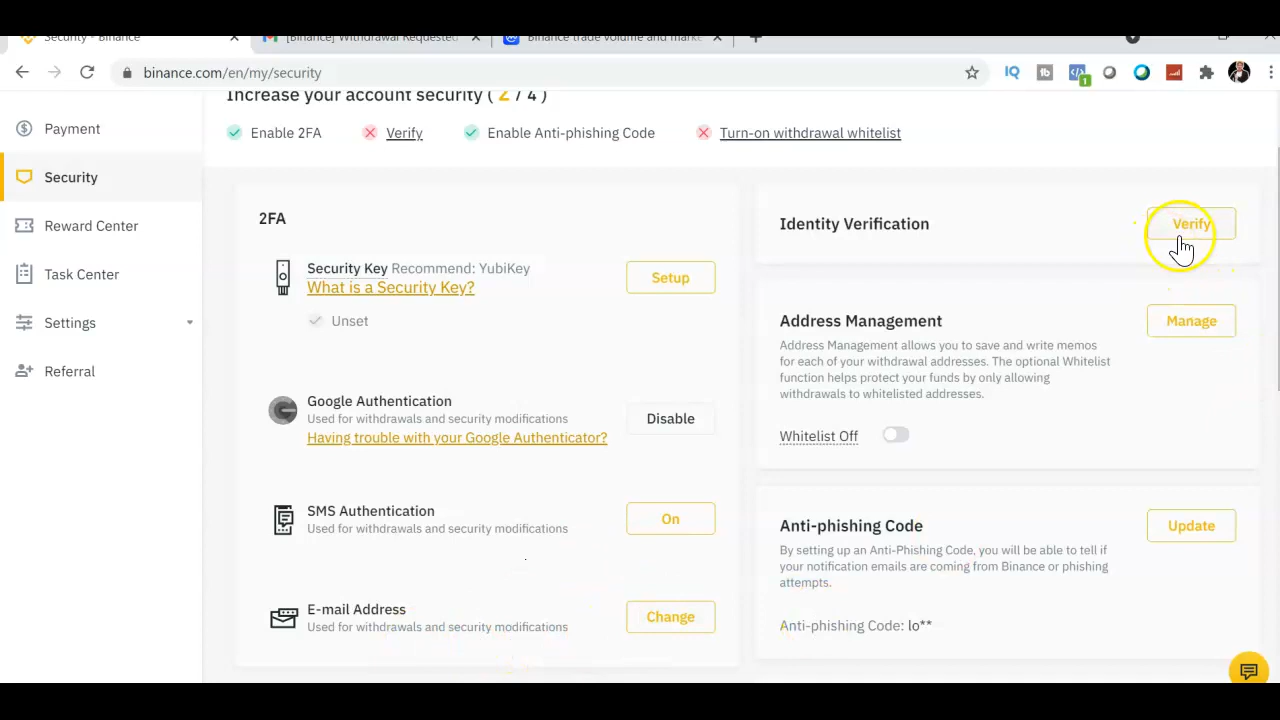 Security - Binance
[Binance] Withdrawal Requested
Binance trade volume and marke
binance.com/en/my/security
IQ
tb
1
Increase your account security ( 2 / 4 )
Enable 2FA
Verify
Enable Anti-phishing Code
Turn-on withdrawal whitelist
Payment
Security
Reward Center
Task Center
Settings
Referral
2FA
Security Key Recommend: YubiKey
What is a Security Key?
Setup
Unset
Google Authentication
Used for withdrawals and security modifications
Having trouble with your Google Authenticator?
Disable
SMS Authentication
Used for withdrawals and security modifications
On
E-mail Address
Used for withdrawals and security modifications
Change
Identity Verification
Verify
Address Management
Manage
Address Management allows you to save and write memos
for each of your withdrawal addresses. The optional Whitelist
function helps protect your funds by only allowing
withdrawals to whitelisted addresses.
Whitelist Off
Anti-phishing Code
Update
By setting up an Anti-Phishing Code, you will be able to tell if
your notification emails are coming from Binance or phishing
attempts.
Anti-phishing Code: lo**